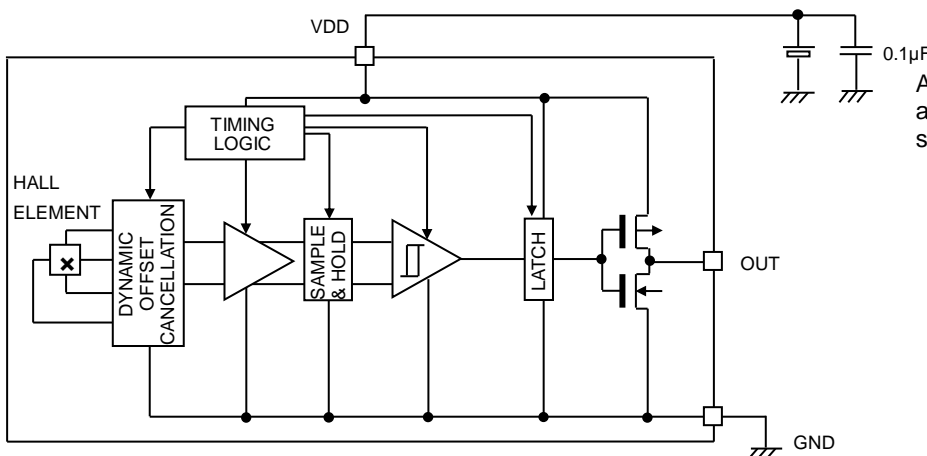 VDD
0.1µF
A
a
s
TIMING
LOGIC
HALL
ELEMENT
DYNAMIC
OFFSET
CANCELLATION
SAMPLE
& HOLD
LATCH
OUT
GND